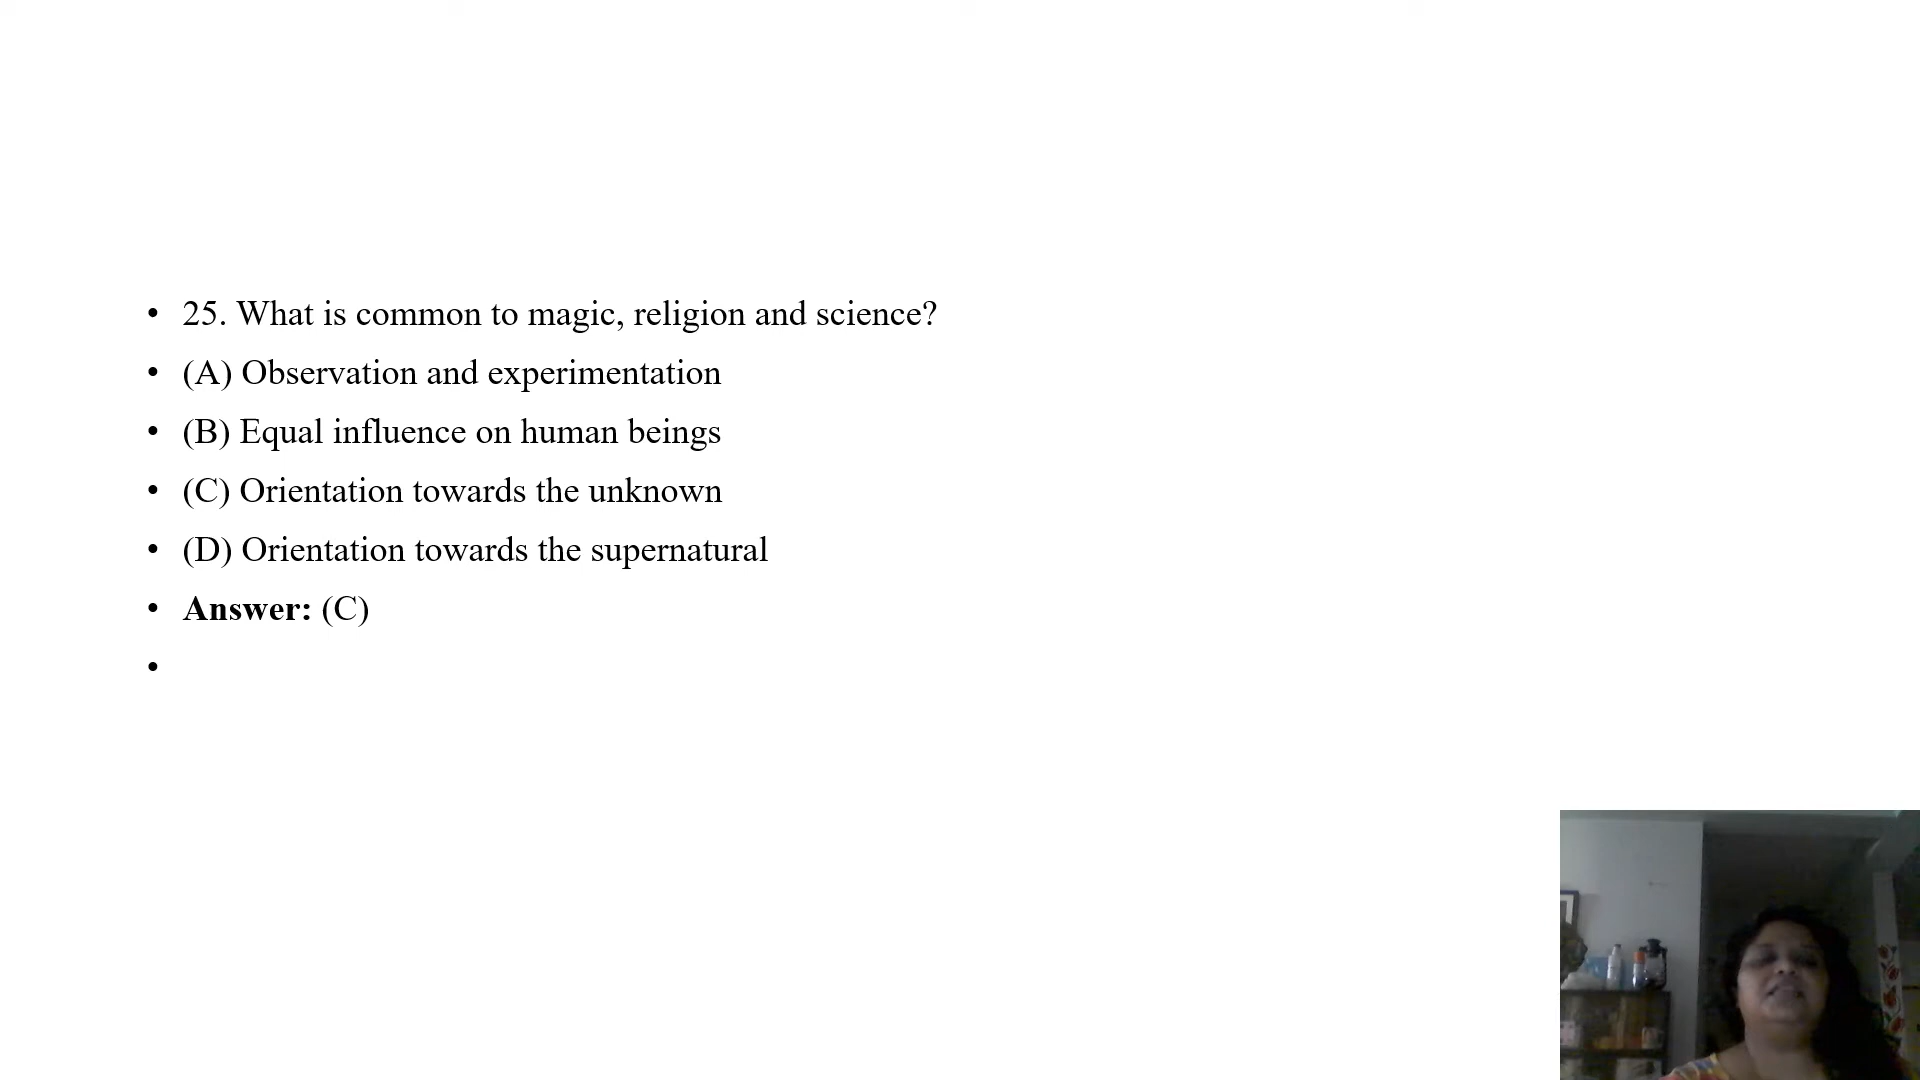 • 25. What is common to magic, religion and science?
• (A) Observation and experimentation
• (B) Equal influence on human beings
• (C) Orientation towards the unknown
• (D) Orientation towards the supernatural
• Answer: (C)
•